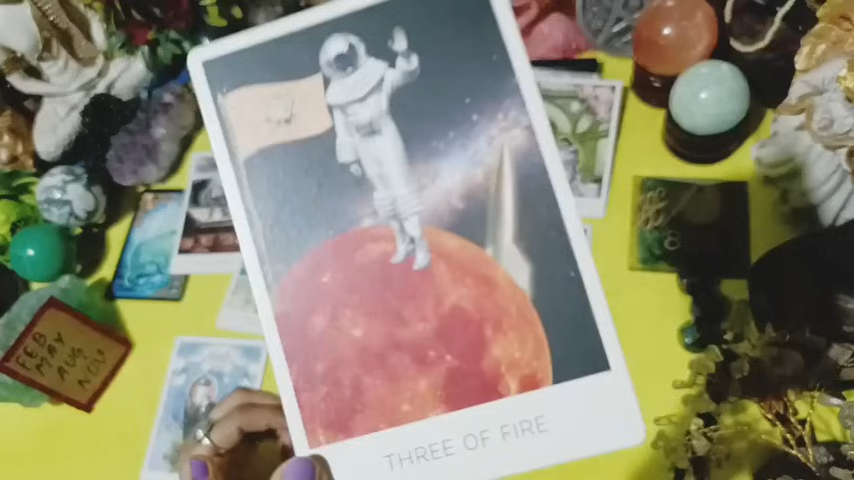 THREE OF FIRE
FEB
MAY
AUG
NOV